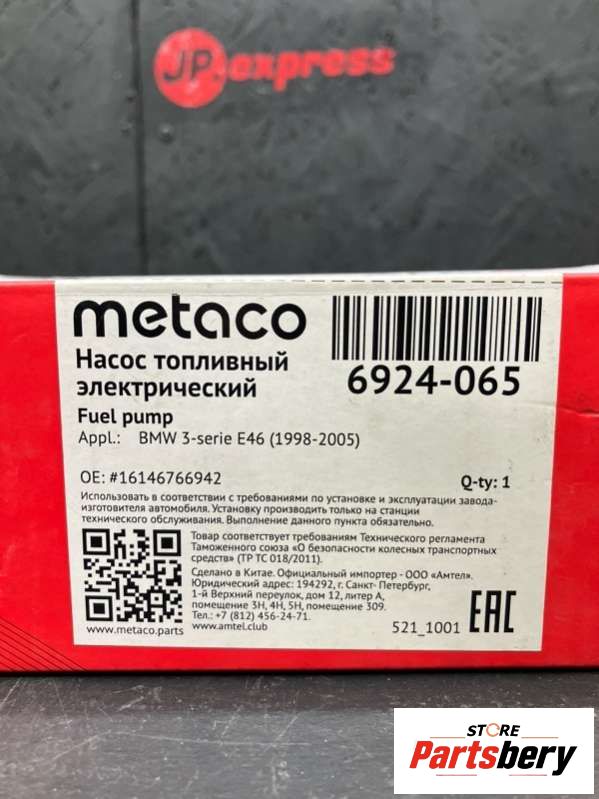 JP.express
metaco
Насос топливный
электрический
Fuel pump
Appl.: BMW 3-serie E46 (1998-2005)
6924-065
OE: #16146766942
Q-ty: 1
Использовать в соответствии с требованиями по установке и эксплуатации завода-
изготовителя автомобиля. Установку производить только на станции
технического обслуживания. Выполнение данного пункта обязательно.
Товар соответствует требованиям Технического регламента
Таможенного союза «О безопасности колесных транспортных
средств» (ТР ТС 018/2011).
Сделано в Китае. Официальный импортер - ООО «Амтел».
Юридический адрес: 194292, г. Санкт- Петербург,
1-й Верхний переулок, дом 12, литер А,
помещение 3Н, 4Н, 5Н, помещение 309.
Тел.: +7 (812) 456-24-71.
www.metaco.parts
www.amtel.club
521_1001
EAC
STORE
Partsbery